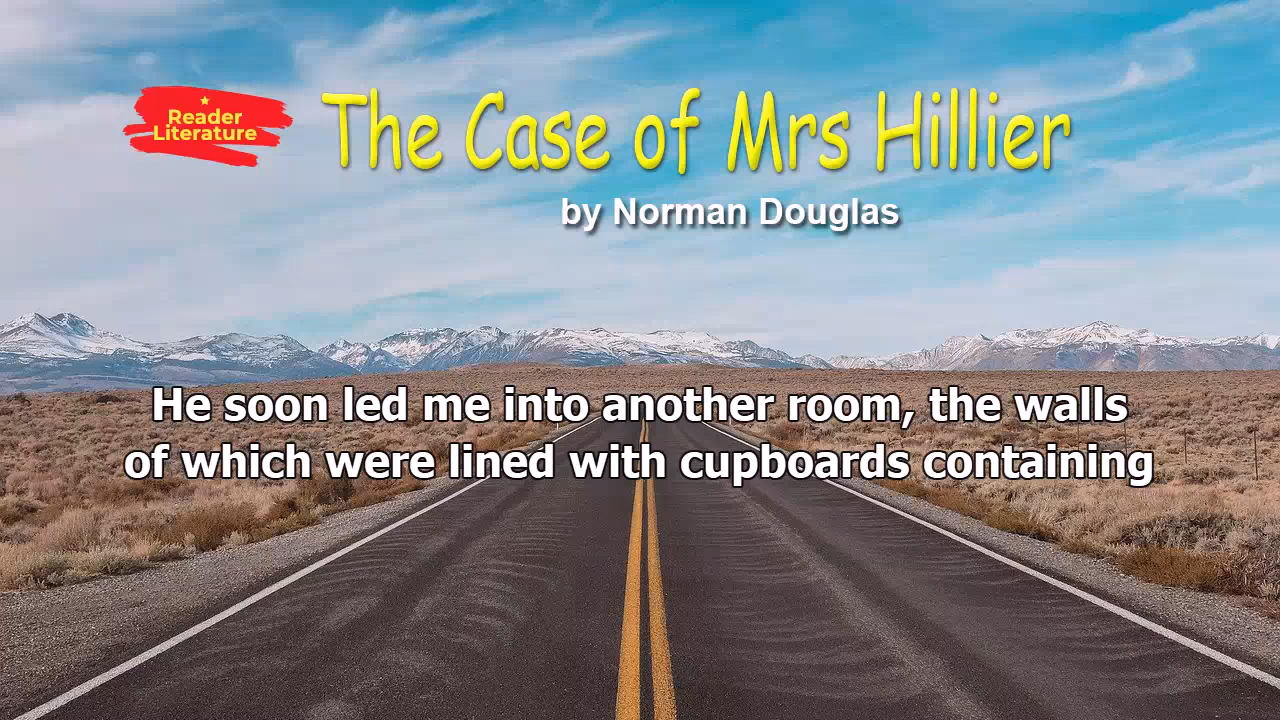 Reader
Literature
The Case of Mrs Hillier
by Norman Douglas
He soon led me into another room, the walls
of which were lined with cupboards containing